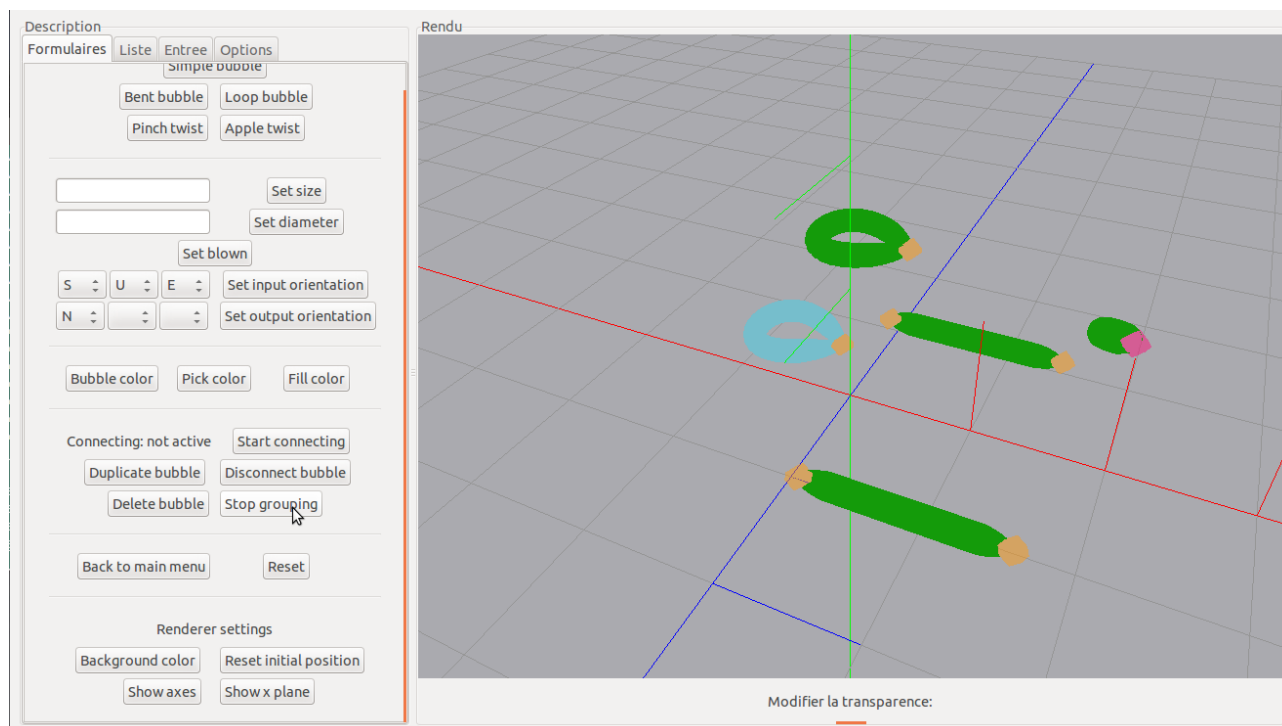 Description
Formulaires Liste Entree Options
Simple bubble
Bent bubble Loop bubble
Pinch twist Apple twist
Set size
Set diameter
Set blown
S U E Set input orientation
N Set output orientation
Bubble color Pick color Fill color
Connecting: not active Start connecting
Duplicate bubble Disconnect bubble
Delete bubble Stop grouping
Back to main menu Reset
Renderer settings
Background color Reset initial position
Show axes Show x plane
Rendu
Modifier la transparence: